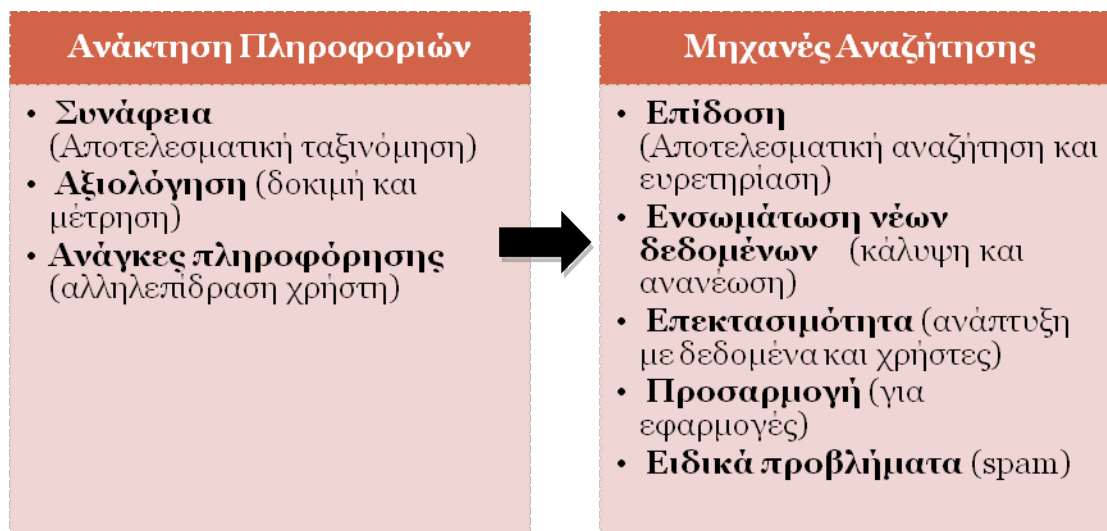 Ανάκτηση Πληροφοριών
• Συνάφεια
(Αποτελεσματική ταξινόμηση)
• Αξιολόγηση (δοκιμή και
μέτρηση)
• Ανάγκες πληροφόρησης
(αλληλεπίδραση χρήστη)
Μηχανές Αναζήτησης
• Επίδοση
(Αποτελεσματική αναζήτηση και
ευρετηρίαση)
• Ενσωμάτωση νέων
δεδομένων (κάλυψη και
ανανέωση)
• Επεκτασιμότητα (ανάπτυξη
με δεδομένα και χρήστες)
• Προσαρμογή (για
εφαρμογές)
• Ειδικά προβλήματα (spam)